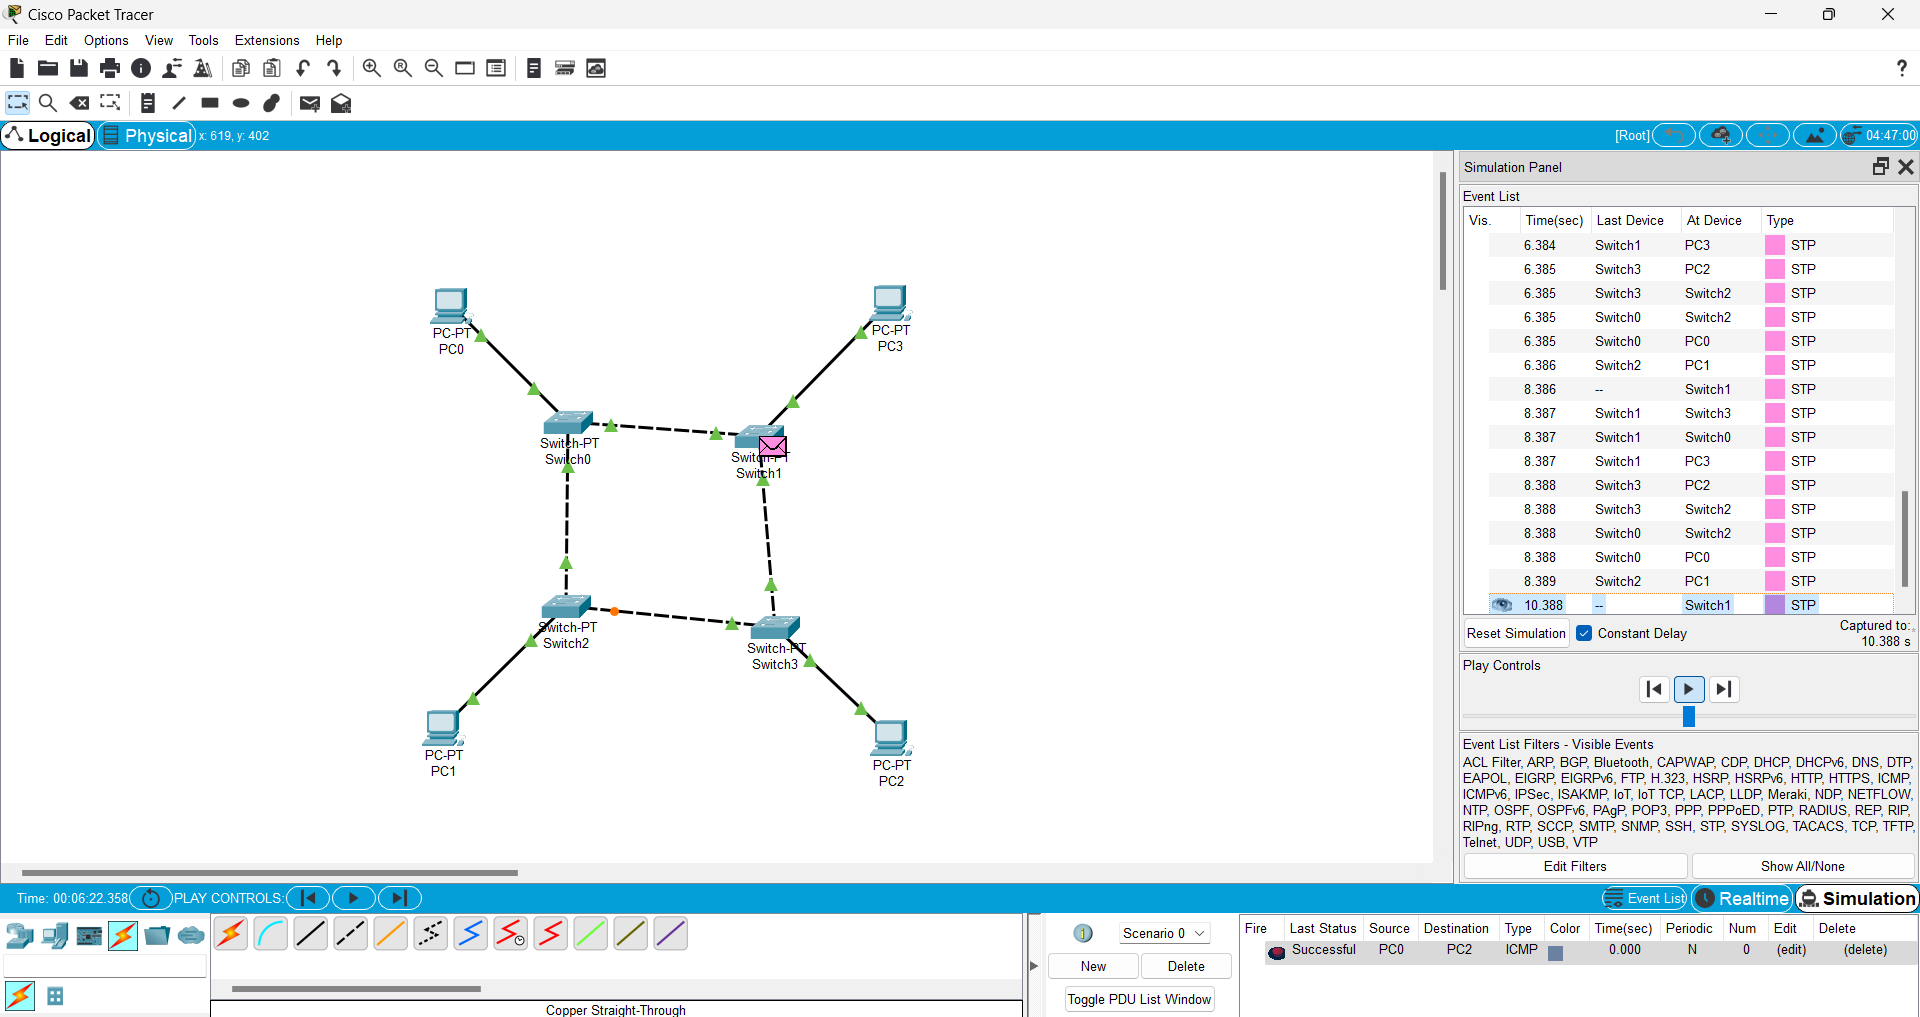 Cisco Packet Tracer
File Edit Options View Tools Extensions Help
Logical Physical x: 619, y: 402 [Root] 04:47:00
Simulation Panel
Event List
Vis. Time(sec) Last Device At Device Type
6.384 Switch1 PC3 STP
6.385 Switch3 PC2 STP
6.385 Switch3 Switch2 STP
6.385 Switch0 Switch2 STP
6.385 Switch0 PC0 STP
6.386 Switch2 PC1 STP
8.386 -- Switch1 STP
8.387 Switch1 Switch3 STP
8.387 Switch1 Switch0 STP
8.387 Switch1 PC3 STP
8.388 Switch3 PC2 STP
8.388 Switch3 Switch2 STP
8.388 Switch0 Switch2 STP
8.388 Switch0 PC0 STP
8.389 Switch2 PC1 STP
10.388 -- Switch1 STP
Reset Simulation Constant Delay Captured to:
10.388 s
Play Controls
Event List Filters - Visible Events
ACL Filter, ARP, BGP, Bluetooth, CAPWAP, CDP, DHCP, DHCPv6, DNS, DTP,
EAPOL, EIGRP, EIGRPv6, FTP, H.323, HSRP, HSRPv6, HTTP, HTTPS, ICMP,
ICMPv6, IPSec, ISAKMP, IoT, IoT TCP, LACP, LLDP, Meraki, NDP, NETFLOW,
NTP, OSPF, OSPFv6, PAgP, POP3, PPP, PPPoED, PTP, RADIUS, REP, RIP,
RIPng, RTP, SCCP, SMTP, SNMP, SSH, STP, SYSLOG, TACACS, TCP, TFTP,
Telnet, UDP, USB, VTP
Edit Filters Show All/None
PC-PT
PC0
PC-PT
PC3
Switch-PT
Switch0
Switch-PT
Switch1
Switch-PT
Switch2
Switch-PT
Switch3
PC-PT
PC1
PC-PT
PC2
Time: 00:06:22.358 PLAY CONTROLS: Event List Realtime Simulation
Copper Straight-Through
Scenario 0
New Delete
Toggle PDU List Window
Fire Last Status Source Destination Type Color Time(sec) Periodic Num Edit Delete
Successful PC0 PC2 ICMP 0.000 N 0 (edit) (delete)